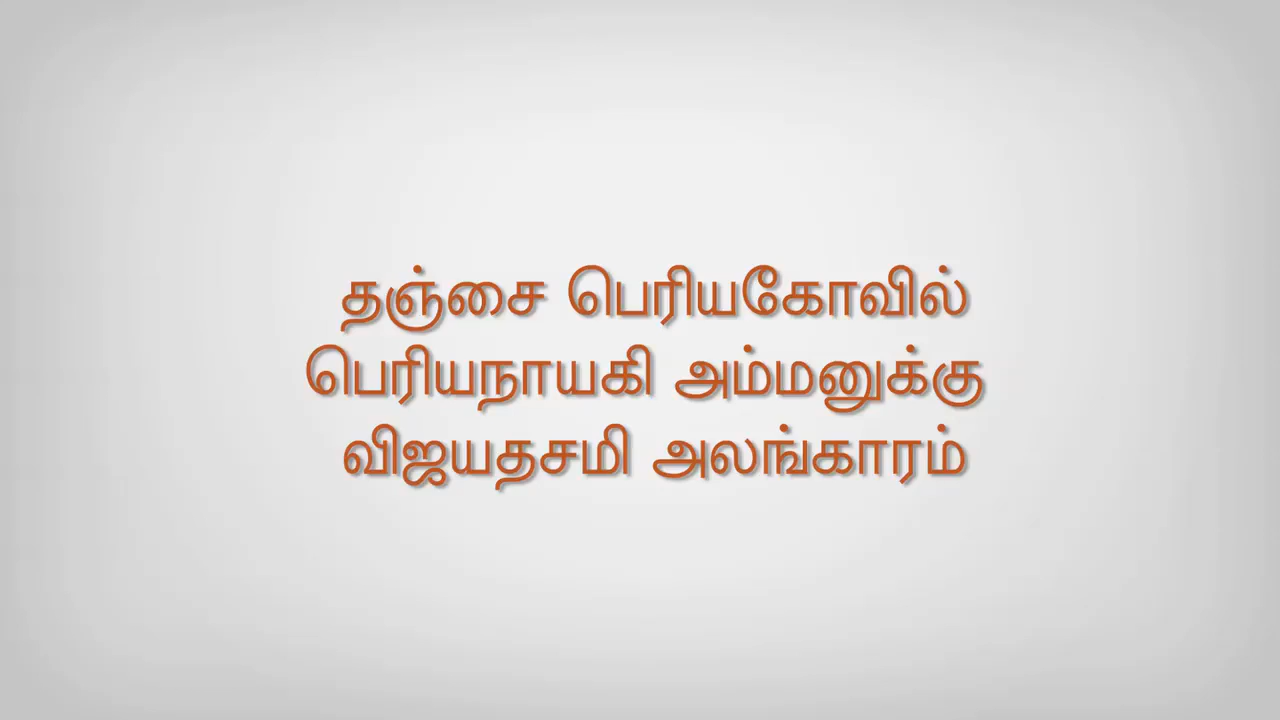 தஞ்சை பெரியகோவில்
பெரியநாயகி அம்மனுக்கு
விஜயதசமி அலங்காரம்